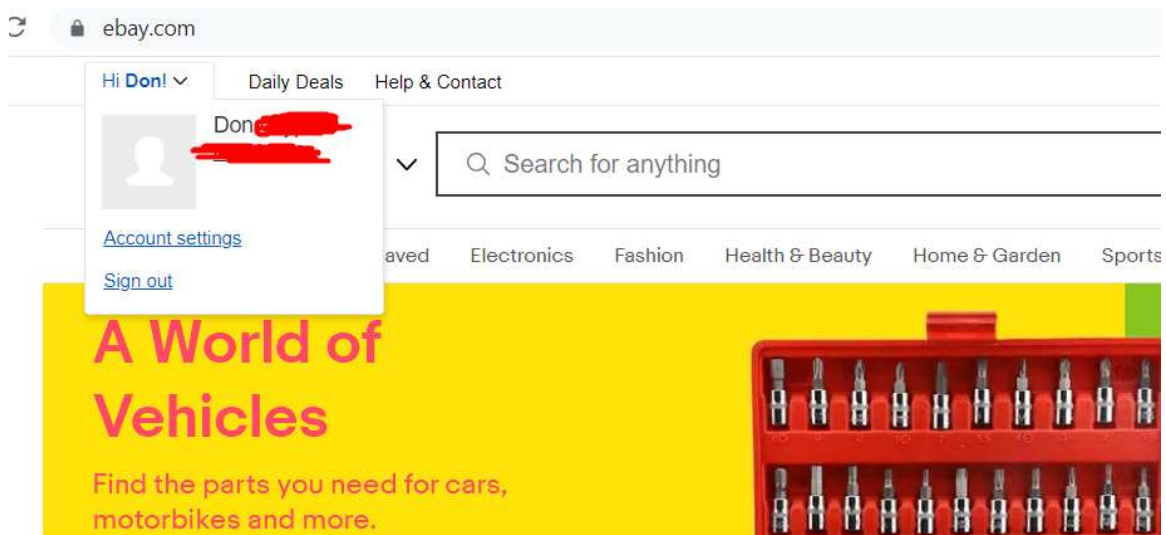 ebay.com
Hi Don! Daily Deals Help & Contact
Don
Search for anything
Account settings
aved Electronics Fashion Health & Beauty Home & Garden Sports
Sign out
A World of
Vehicles
Find the parts you need for cars,
motorbikes and more.